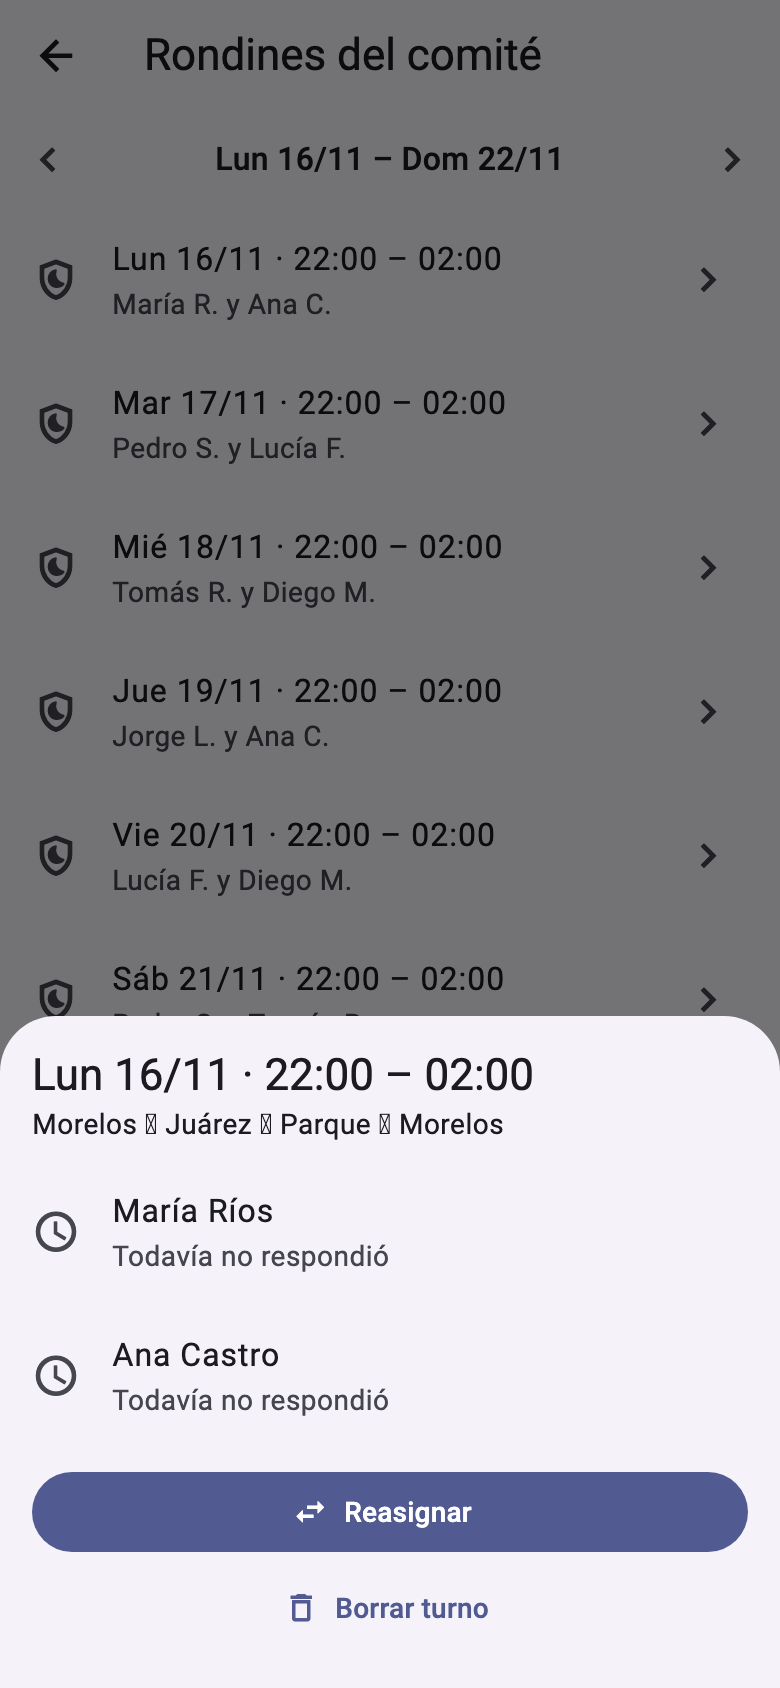 Rondines del comité
Lun 16/11 – Dom 22/11
Lun 16/11 · 22:00 – 02:00
María R. y Ana C.
Mar 17/11 · 22:00 – 02:00
Pedro S. y Lucía F.
Mié 18/11 · 22:00 – 02:00
Tomás R. y Diego M.
Jue 19/11 · 22:00 – 02:00
Jorge L. y Ana C.
Vie 20/11 · 22:00 – 02:00
Lucía F. y Diego M.
Sáb 21/11 · 22:00 – 02:00
Lun 16/11 · 22:00 – 02:00
Morelos Juárez Parque Morelos
María Ríos
Todavía no respondió
Ana Castro
Todavía no respondió
Reasignar
Borrar turno